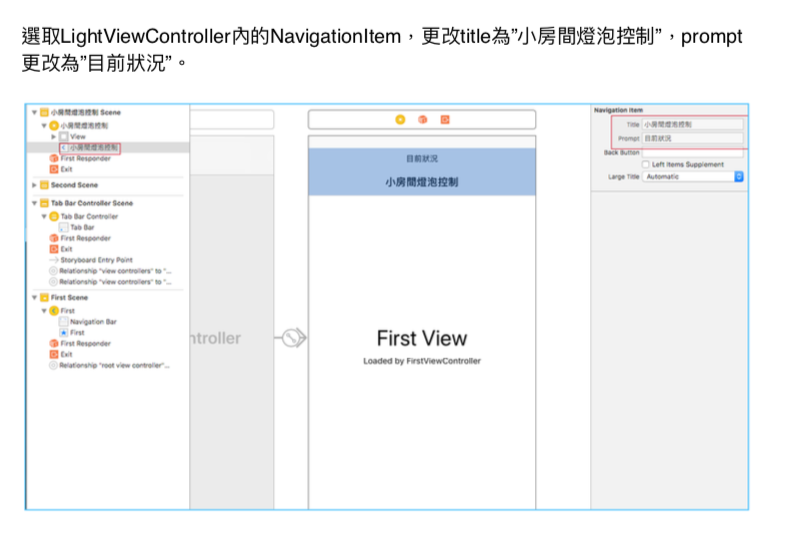 選取LightViewController內的NavigationItem，更改title為”小房間燈泡控制”，prompt
更改為”目前狀況”。
小房間燈泡控制 Scene
小房間燈泡控制
View
小房間燈泡控制
First Responder
Exit
Second Scene
Tab Bar Controller Scene
Tab Bar Controller
Tab Bar
First Responder
Exit
Storyboard Entry Point
Relationship "view controllers" to "...
Relationship "view controllers" to "...
First Scene
First
Navigation Bar
First
First Responder
Exit
Relationship "root view controller"...
ntroller
目前狀況
小房間燈泡控制
First View
Loaded by FirstViewController
Navigation Item
Title 小房間燈泡控制
Prompt 目前狀況
Back Button
Left Items Supplement
Large Title Automatic